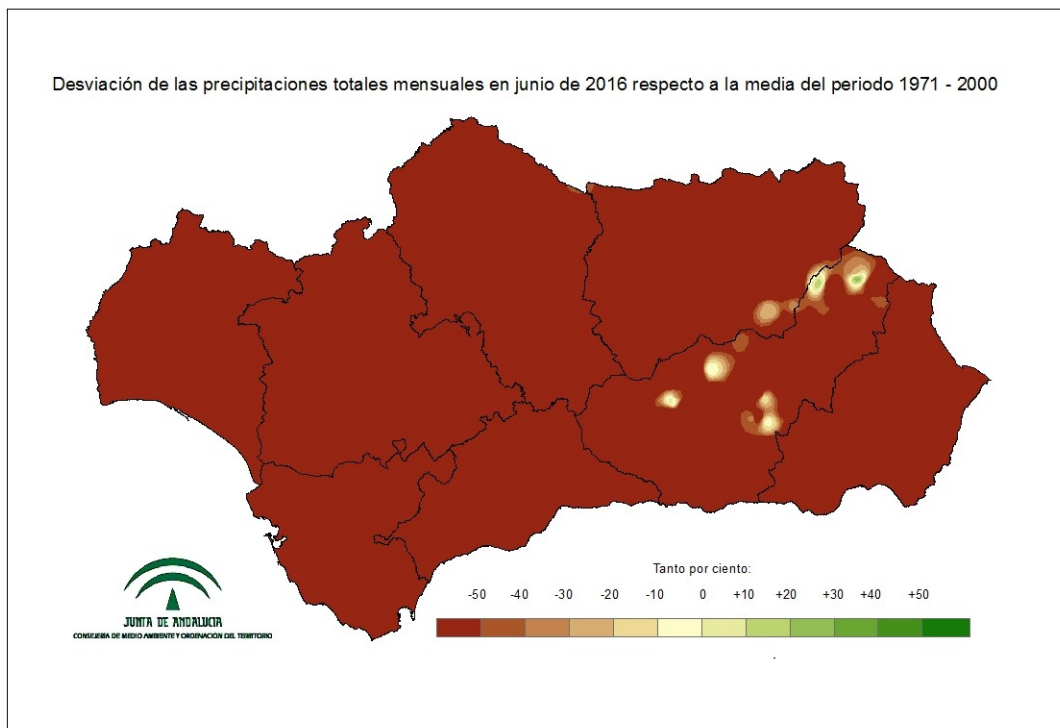 Desviación de las precipitaciones totales mensuales en junio de 2016 respecto a la media del periodo 1971 - 2000
Tanto por ciento:
-50 -40 -30 -20 -10 0 +10 +20 +30 +40 +50
JUNTA DE ANDALUCIA
CONSEJERÍA DE MEDIO AMBIENTE Y ORDENACIÓN DEL TERRITORIO